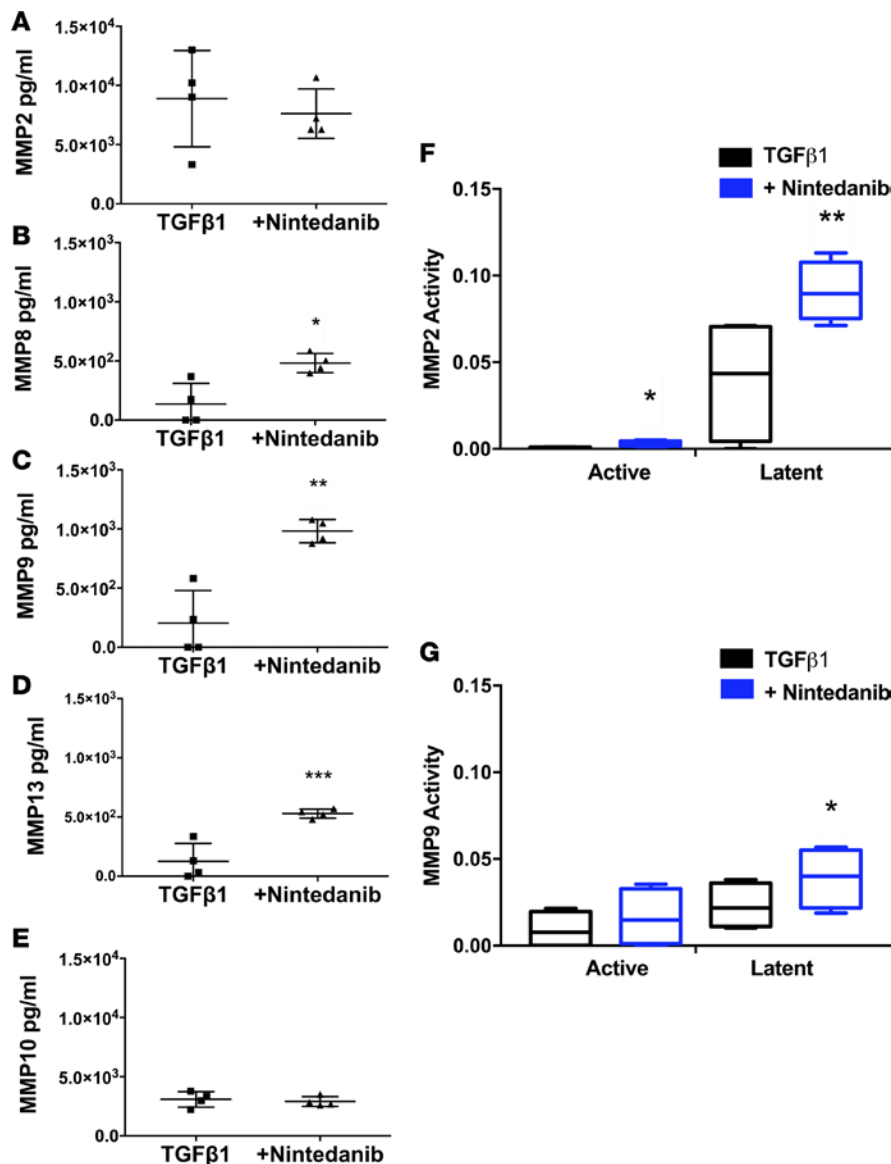 A
MMP2 pg/ml
1.5×10⁴
1.0×10⁴
5.0×10³
0.0
TGFβ1 +Nintedanib
B
MMP8 pg/ml
1.5×10³
1.0×10³
5.0×10²
0.0
*
TGFβ1 +Nintedanib
C
MMP9 pg/ml
1.5×10³
1.0×10³
5.0×10²
0.0
**
TGFβ1 +Nintedanib
D
MMP13 pg/ml
1.5×10³
1.0×10³
5.0×10²
0.0
***
TGFβ1 +Nintedanib
E
MMP10 pg/ml
1.5×10⁴
1.0×10⁴
5.0×10³
0.0
TGFβ1 +Nintedanib
F
TGFβ1
+ Nintedanib
MMP2 Activity
0.15
0.10
0.05
0.00
*
**
Active Latent
G
TGFβ1
+ Nintedanib
MMP9 Activity
0.15
0.10
0.05
0.00
*
Active Latent